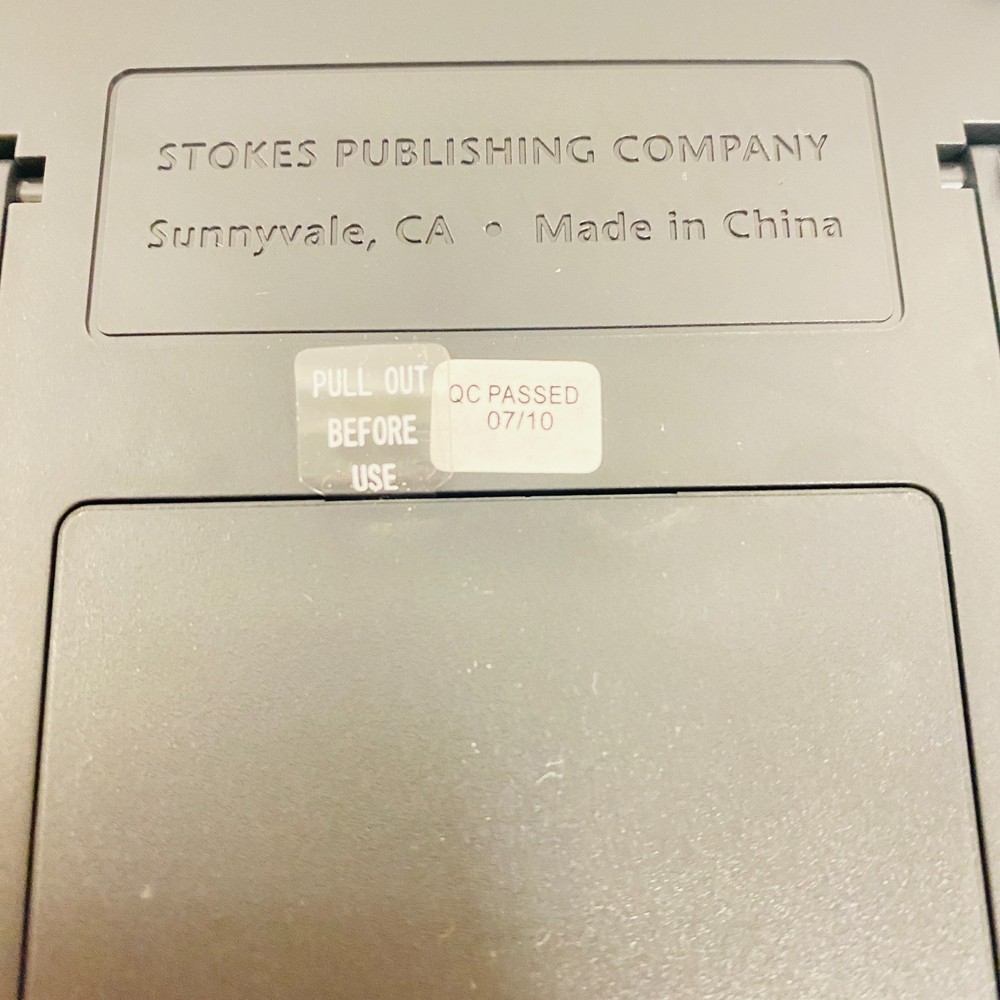 STOKES PUBLISHING COMPANY
Sunnyvale, CA • Made in China
PULL OUT
BEFORE
USE
QC PASSED
07/10